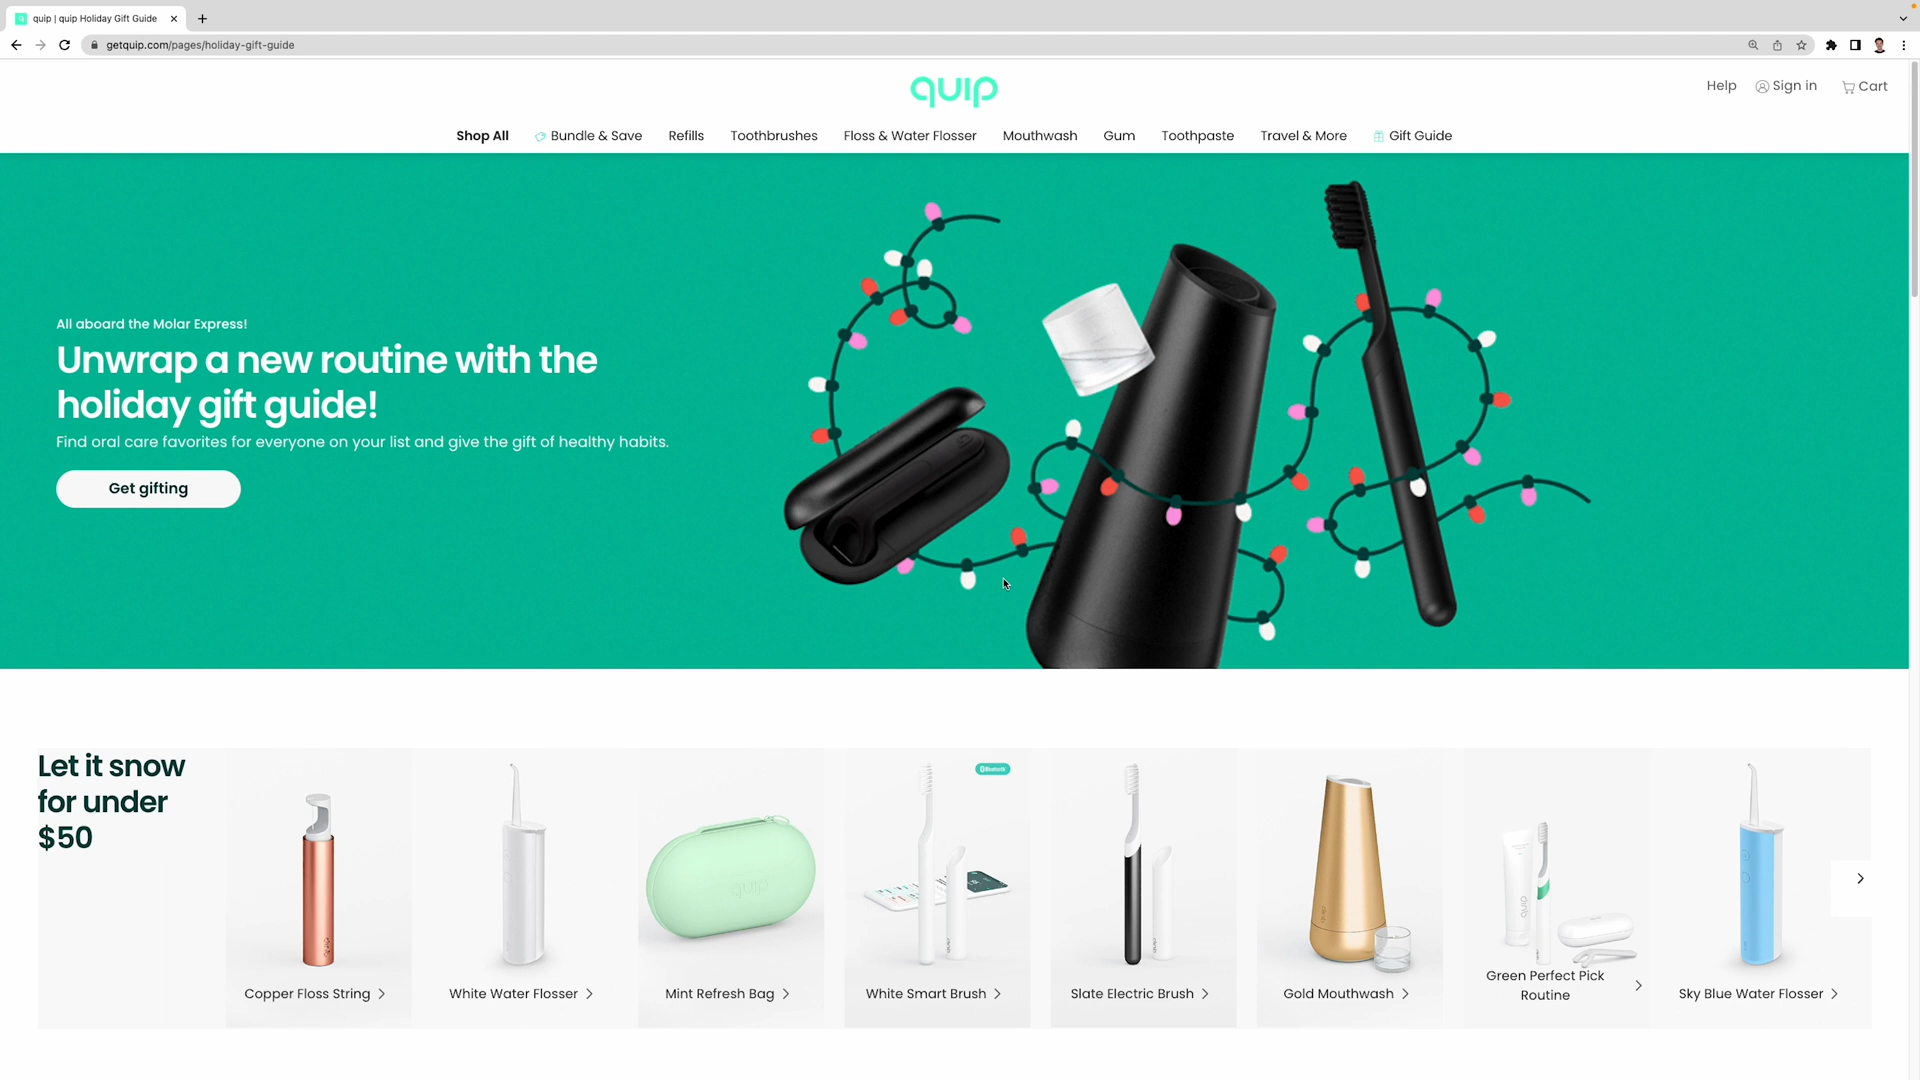 quip | quip Holiday Gift Guide
getquip.com/pages/holiday-gift-guide
quip
Help
Sign in
Cart
Shop All
Bundle & Save
Refills
Toothbrushes
Floss & Water Flosser
Mouthwash
Gum
Toothpaste
Travel & More
Gift Guide
All aboard the Molar Express!
Unwrap a new routine with the
holiday gift guide!
Find oral care favorites for everyone on your list and give the gift of healthy habits.
Get gifting
Let it snow
for under
$50
quip
Bluetooth
Copper Floss String
White Water Flosser
Mint Refresh Bag
White Smart Brush
Slate Electric Brush
Gold Mouthwash
Green Perfect Pick
Routine
Sky Blue Water Flosser